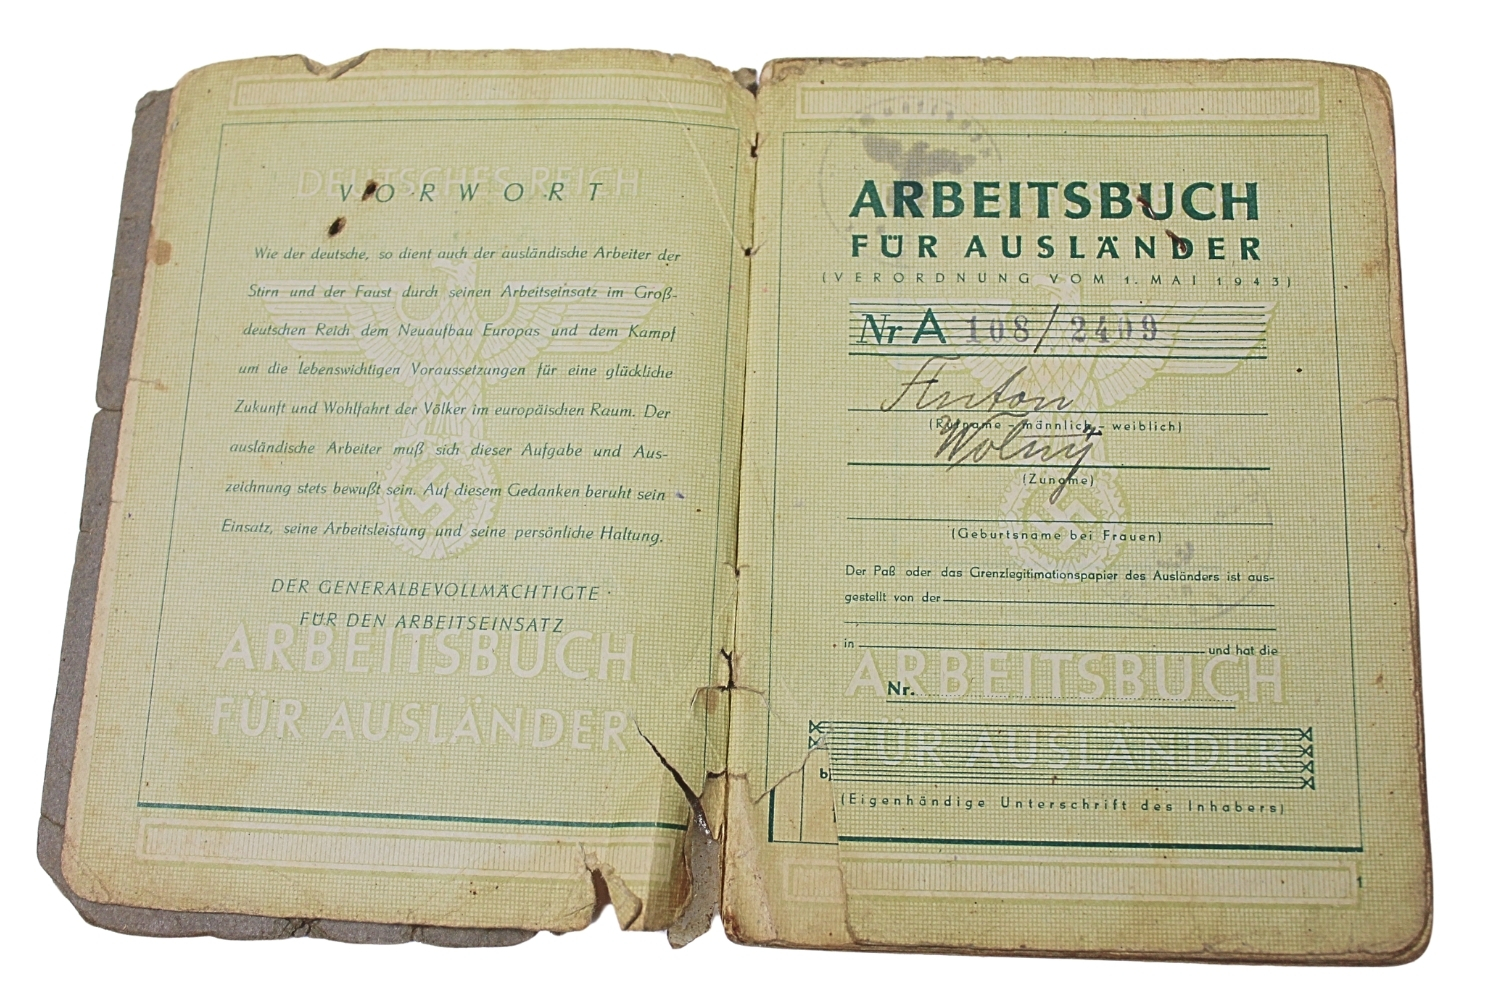 DEUTSCHES REICH
VORWORT
Wie der deutsche, so dient auch der ausländische Arbeiter der
Stirn und der Faust durch seinen Arbeitseinsatz im Groß-
deutschen Reich dem Neuaufbau Europas und dem Kampf
um die lebenswichtigen Voraussetzungen für eine glückliche
Zukunft und Wohlfahrt der Völker im europäischen Raum. Der
ausländische Arbeiter muß sich dieser Aufgabe und Aus-
zeichnung stets bewußt sein. Auf diesem Gedanken beruht sein
Einsatz, seine Arbeitsleistung und seine persönliche Haltung.
DER GENERALBEVOLLMÄCHTIGTE
FÜR DEN ARBEITSEINSATZ
ARBEITSBUCH
FÜR AUSLÄNDER
ARBEITSBUCH
FÜR AUSLÄNDER
(VERORDNUNG VOM 1. MAI 1943)
Nr A 108/2409
Anton
(Rufname - männlich - weiblich)
Wolny
(Zuname)
(Geburtsname bei Frauen)
Der Paß oder das Grenzlegitimationspapier des Ausländers ist aus-
gestellt von der
in und hat die
Nr.
ARBEITSBUCH
FÜR AUSLÄNDER
(Eigenhändige Unterschrift des Inhabers)
1